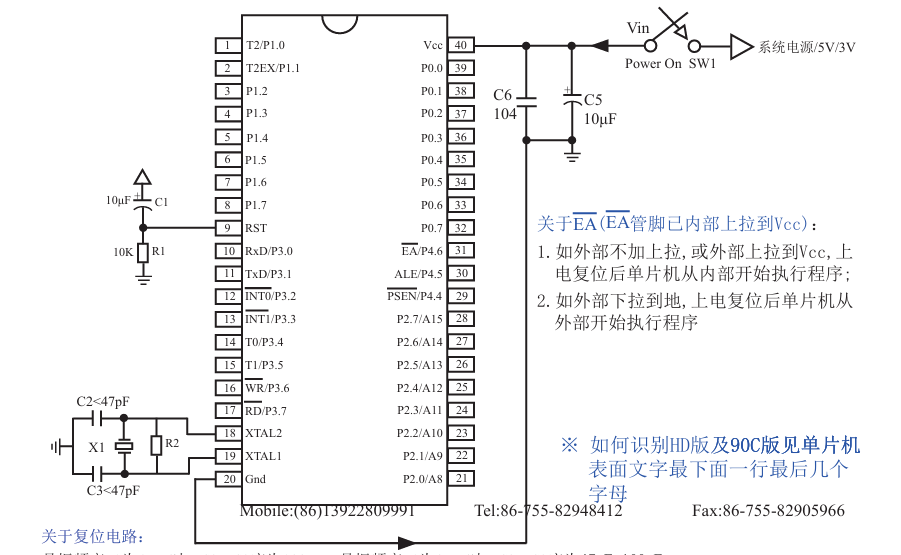 Vin
系统电源/5V/3V
Power On SW1
1 T2/P1.0
2 T2EX/P1.1
3 P1.2
4 P1.3
5 P1.4
6 P1.5
7 P1.6
8 P1.7
9 RST
10 RxD/P3.0
11 TxD/P3.1
12 INT0/P3.2
13 INT1/P3.3
14 T0/P3.4
15 T1/P3.5
16 WR/P3.6
17 RD/P3.7
18 XTAL2
19 XTAL1
20 Gnd
Vcc 40
P0.0 39
P0.1 38
P0.2 37
P0.3 36
P0.4 35
P0.5 34
P0.6 33
P0.7 32
EA/P4.6 31
ALE/P4.5 30
PSEN/P4.4 29
P2.7/A15 28
P2.6/A14 27
P2.5/A13 26
P2.4/A12 25
P2.3/A11 24
P2.2/A10 23
P2.1/A9 22
P2.0/A8 21
C6
104
+
C5
10µF
10µF + C1
10K R1
C2<47pF
X1
R2
C3<47pF
关于EA(EA管脚已内部上拉到Vcc)：
1. 如外部不加上拉,或外部上拉到Vcc,上
电复位后单片机从内部开始执行程序;
2. 如外部下拉到地,上电复位后单片机从
外部开始执行程序
※ 如何识别HD版及90C版见单片机
表面文字最下面一行最后几个
字母
Mobile:(86)13922809991 Tel:86-755-82948412 Fax:86-755-82905966
关于复位电路：